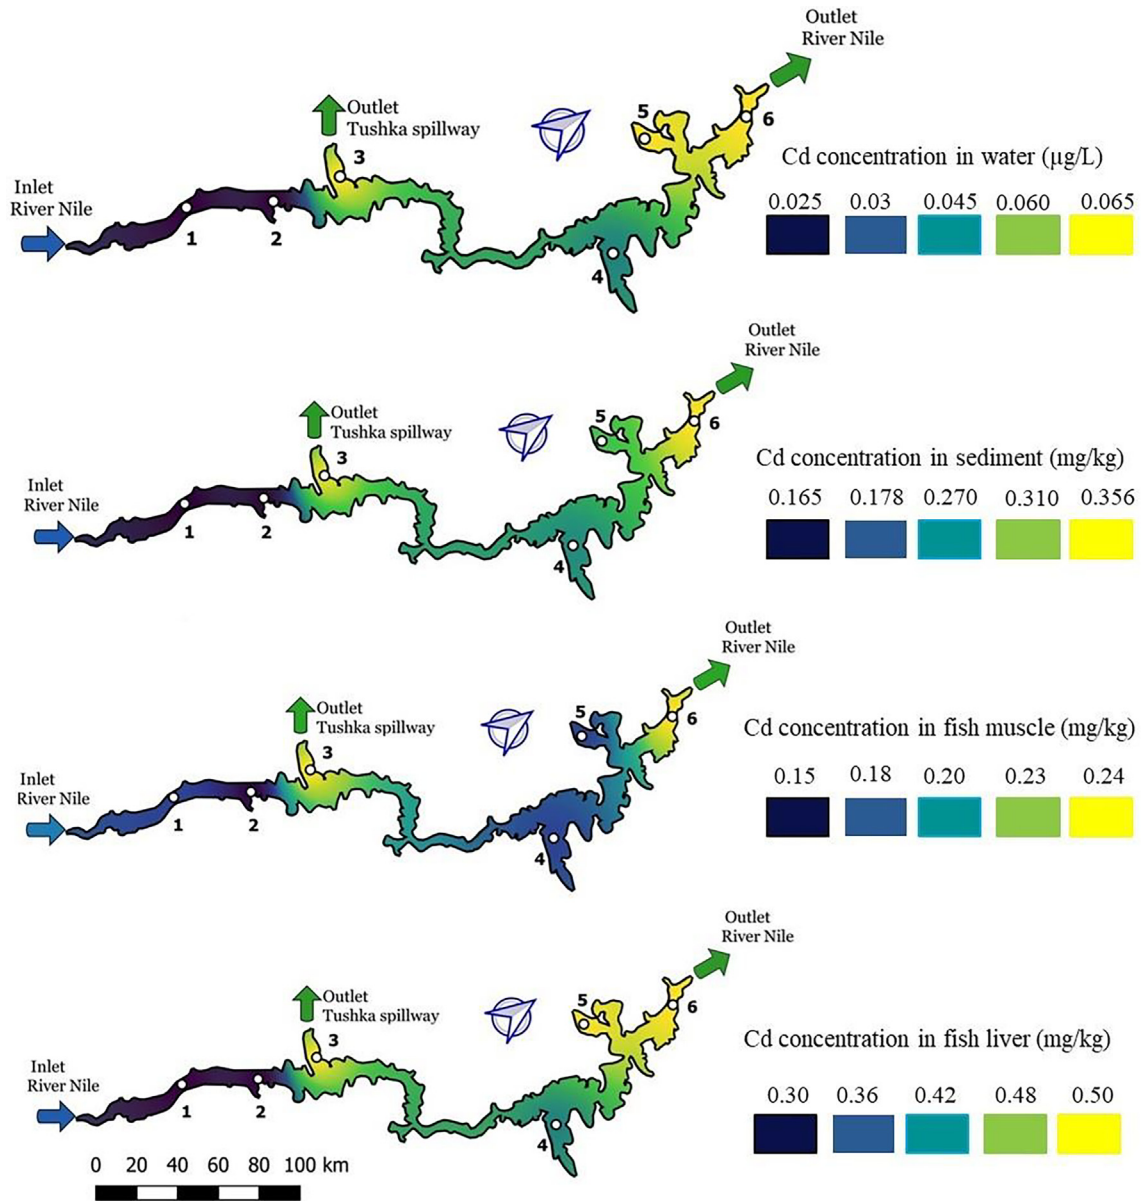 Outlet
River Nile
Outlet
Tushka spillway
5
6
3
Inlet
River Nile
1
2
4
Cd concentration in water (µg/L)
0.025 0.03 0.045 0.060 0.065
Outlet
River Nile
Outlet
Tushka spillway
5
6
3
Inlet
River Nile
1
2
4
Cd concentration in sediment (mg/kg)
0.165 0.178 0.270 0.310 0.356
Outlet
River Nile
Outlet
Tushka spillway
5
6
3
Inlet
River Nile
1
2
4
Cd concentration in fish muscle (mg/kg)
0.15 0.18 0.20 0.23 0.24
Outlet
River Nile
Outlet
Tushka spillway
5
6
3
Inlet
River Nile
1
2
4
Cd concentration in fish liver (mg/kg)
0.30 0.36 0.42 0.48 0.50
0 20 40 60 80 100 km